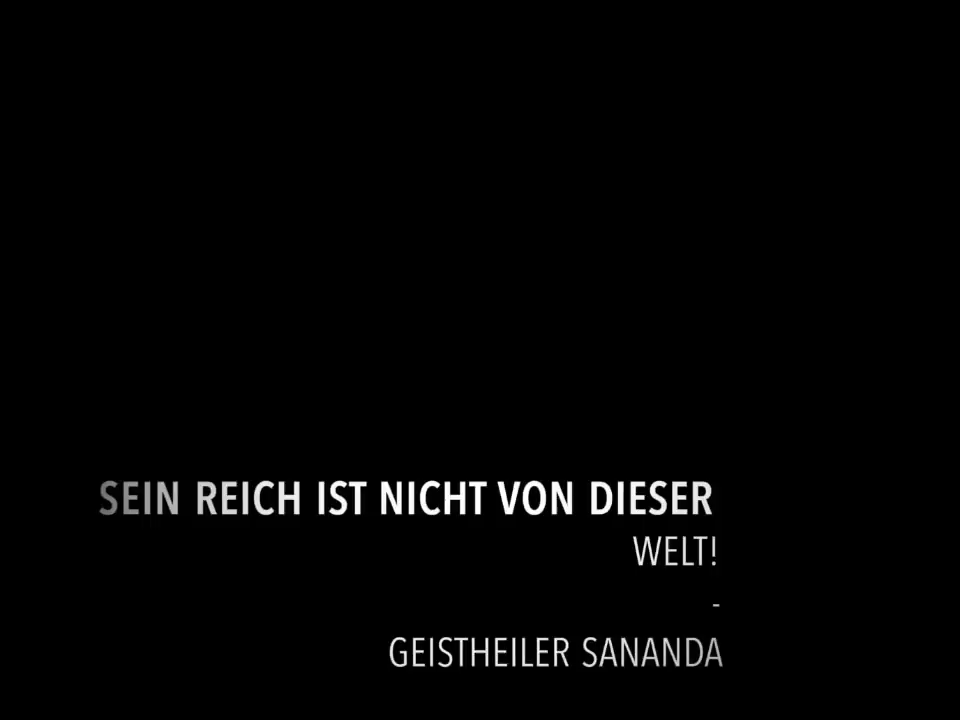 SEIN REICH IST NICHT VON DIESER
WELT!
-
GEISTHEILER SANANDA